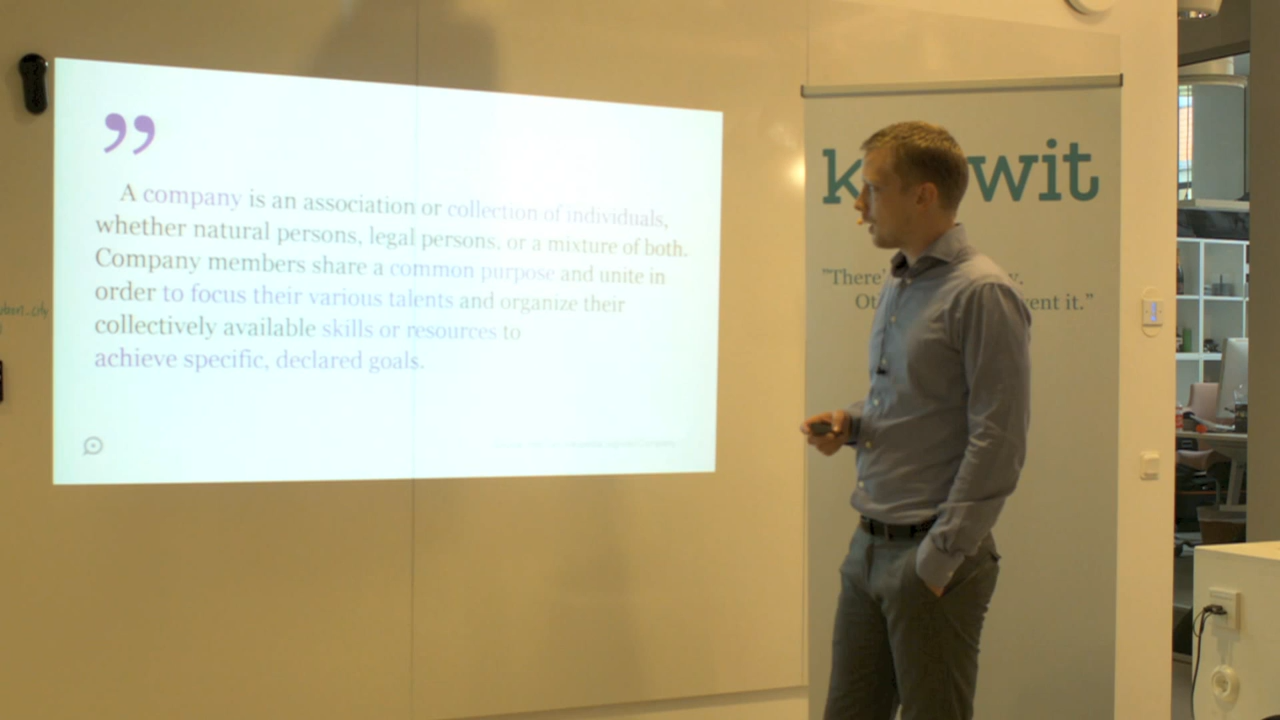 ”
A company is an association or collection of individuals,
whether natural persons, legal persons, or a mixture of both.
Company members share a common purpose and unite in
order to focus their various talents and organize their
collectively available skills or resources to
achieve specific, declared goals.
k wit
"There'
vent it.”